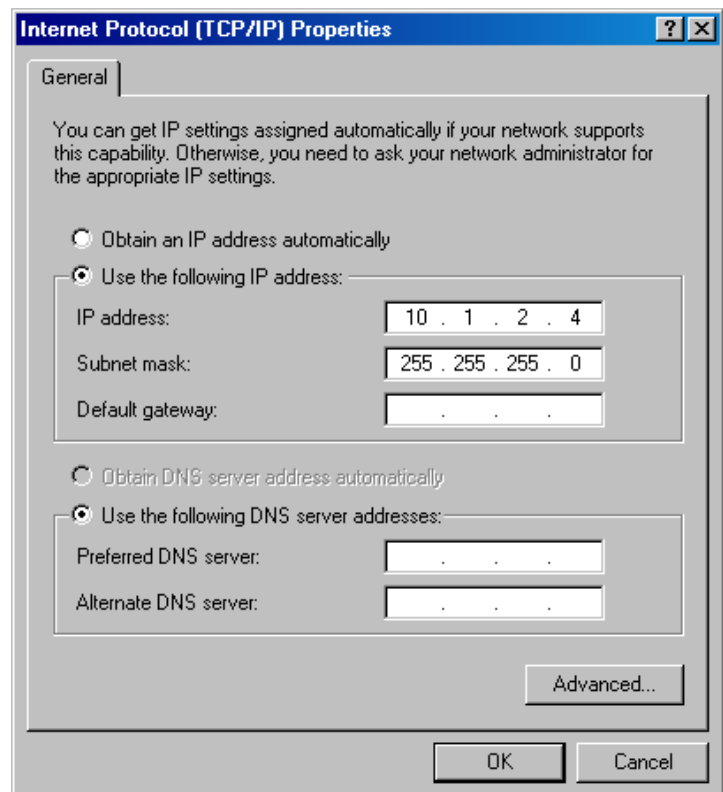 Internet Protocol (TCP/IP) Properties
General
You can get IP settings assigned automatically if your network supports
this capability. Otherwise, you need to ask your network administrator for
the appropriate IP settings.
Obtain an IP address automatically
Use the following IP address:
IP address: 10 . 1 . 2 . 4
Subnet mask: 255 . 255 . 255 . 0
Default gateway: . . .
Obtain DNS server address automatically
Use the following DNS server addresses:
Preferred DNS server: . . .
Alternate DNS server: . . .
Advanced...
OK Cancel